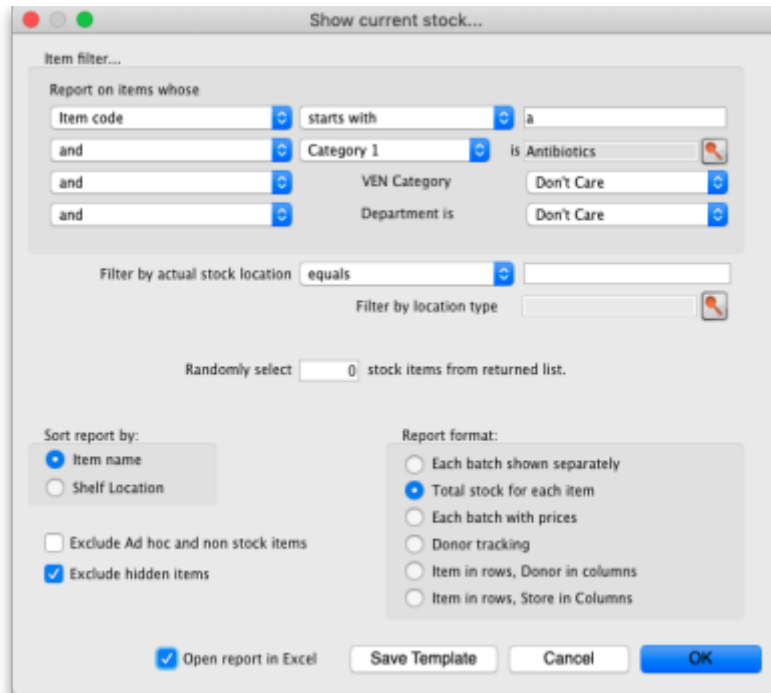 Show current stock...
Item filter...
Report on items whose
Item code starts with a
and Category 1 is Antibiotics
and VEN Category Don't Care
and Department is Don't Care
Filter by actual stock location equals
Filter by location type
Randomly select 0 stock items from returned list.
Sort report by:
Item name
Shelf Location
Exclude Ad hoc and non stock items
Exclude hidden items
Report format:
Each batch shown separately
Total stock for each item
Each batch with prices
Donor tracking
Item in rows, Donor in columns
Item in rows, Store in Columns
Open report in Excel Save Template Cancel OK